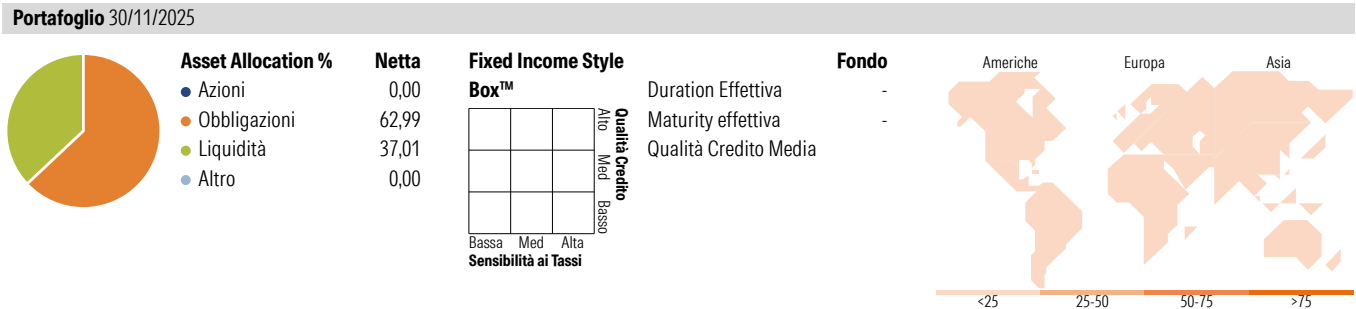 Portafoglio 30/11/2025
Asset Allocation % Netta
Azioni 0,00
Obbligazioni 62,99
Liquidità 37,01
Altro 0,00
Fixed Income Style
Box™
Alto Med Basso
Qualità Credito
Bassa Med Alta
Sensibilità ai Tassi
Fondo
Duration Effettiva -
Maturity effettiva -
Qualità Credito Media
Americhe Europa Asia
<25 25-50 50-75 >75